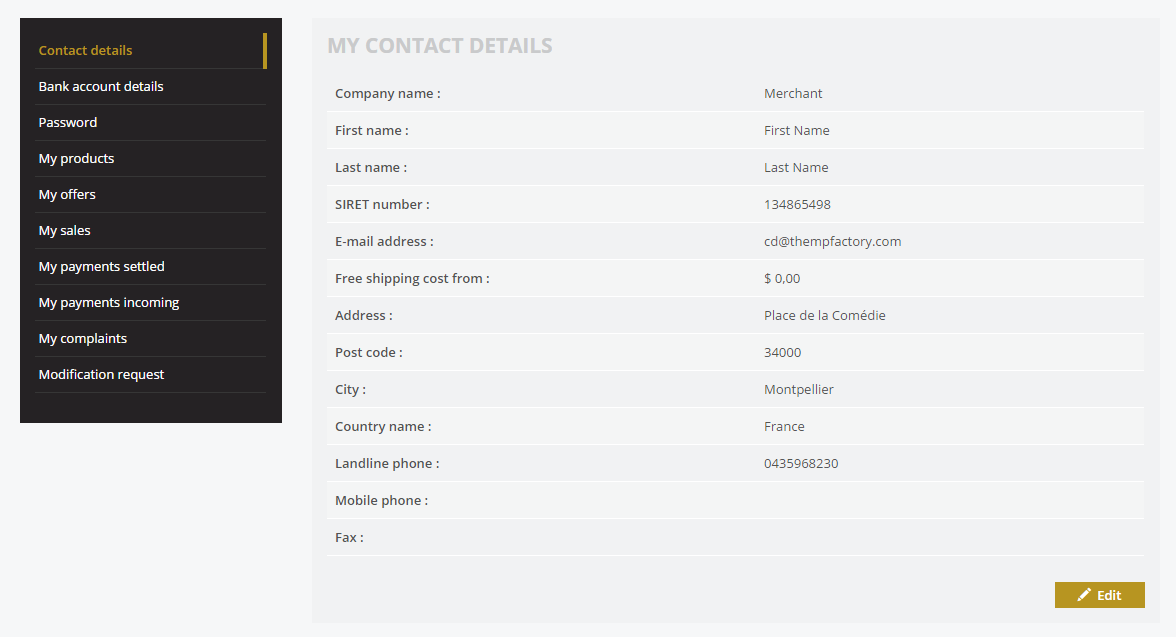 Contact details
Bank account details
Password
My products
My offers
My sales
My payments settled
My payments incoming
My complaints
Modification request
MY CONTACT DETAILS
Company name : Merchant
First name : First Name
Last name : Last Name
SIRET number : 134865498
E-mail address : cd@thempfactory.com
Free shipping cost from : $ 0,00
Address : Place de la Comédie
Post code : 34000
City : Montpellier
Country name : France
Landline phone : 0435968230
Mobile phone :
Fax :
Edit